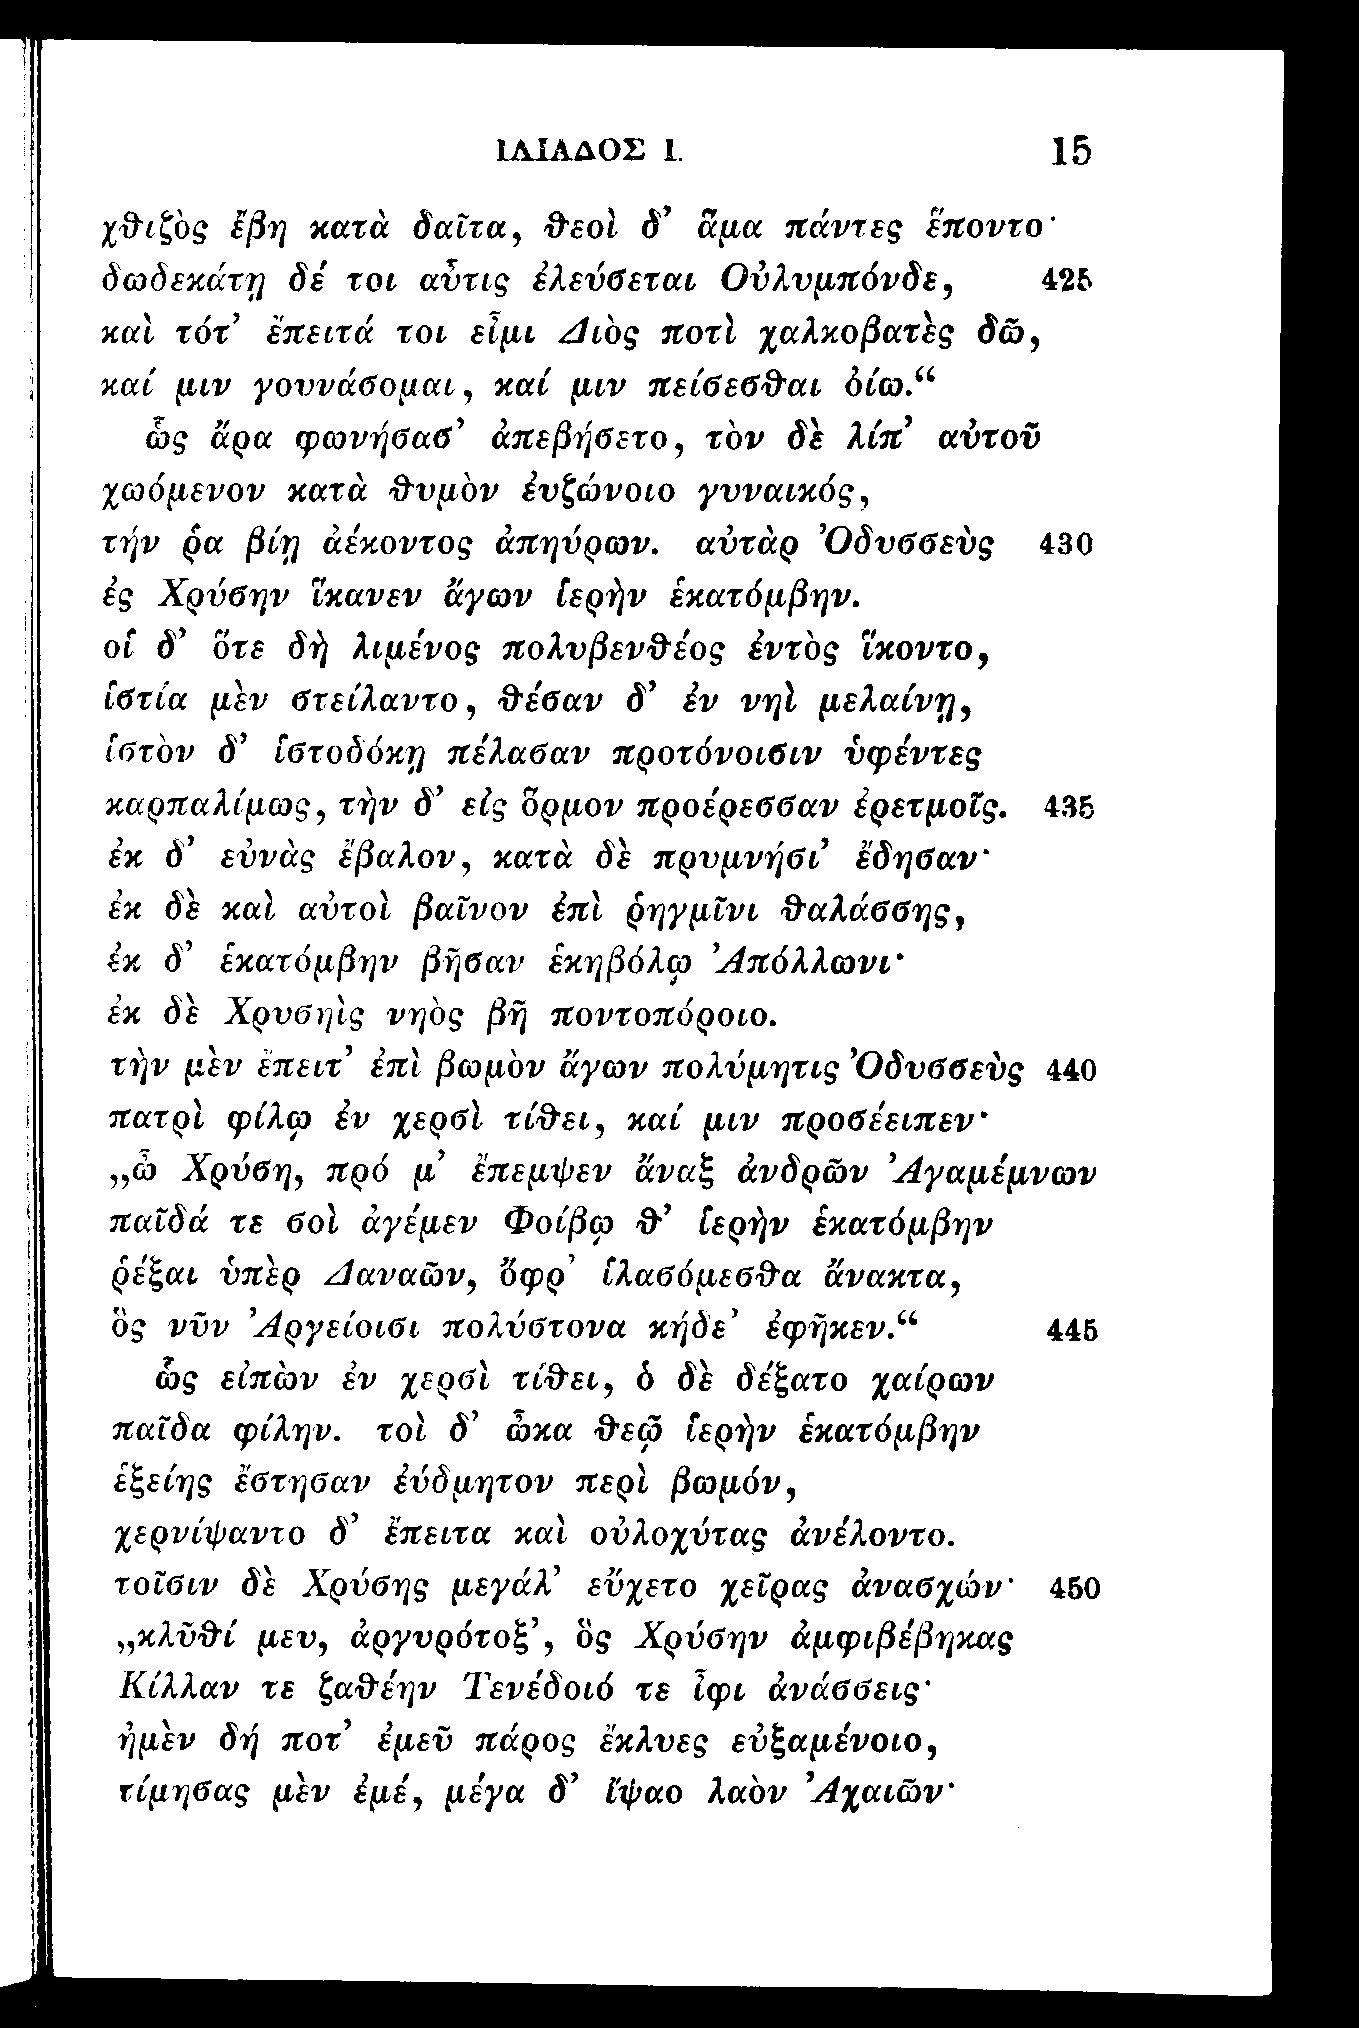 ΙΛΙΑΔΟΣ Ι. 15
χθιζὸς ἔβη κατὰ δαῖτα, θεοὶ δ’ ἅμα πάντες ἕποντο·
δωδεκάτῃ δέ τοι αὖτις ἐλεύσεται Οὐλυμπόνδε, 425
καὶ τότ’ ἔπειτά τοι εἶμι Διὸς ποτὶ χαλκοβατὲς δῶ,
καί μιν γουνάσομαι, καί μιν πείσεσθαι ὀίω.“
ὣς ἄρα φωνήσασ’ ἀπεβήσετο, τὸν δὲ λίπ’ αὐτοῦ
χωόμενον κατὰ θυμὸν ἐυζώνοιο γυναικός,
τήν ῥα βίῃ ἀέκοντος ἀπηύρων. αὐτὰρ Ὀδυσσεὺς 430
ἐς Χρύσην ἵκανεν ἄγων ἱερὴν ἑκατόμβην.
οἱ δ’ ὅτε δὴ λιμένος πολυβενθέος ἐντὸς ἵκοντο,
ἱστία μὲν στείλαντο, θέσαν δ’ ἐν νηὶ μελαίνῃ,
ἱστὸν δ’ ἱστοδόκῃ πέλασαν προτόνοισιν ὑφέντες
καρπαλίμως, τὴν δ’ εἰς ὅρμον προέρεσσαν ἐρετμοῖς. 435
ἐκ δ’ εὐνὰς ἔβαλον, κατὰ δὲ πρυμνήσι’ ἔδησαν·
ἐκ δὲ καὶ αὐτοὶ βαῖνον ἐπὶ ῥηγμῖνι θαλάσσης,
ἐκ δ’ ἑκατόμβην βῆσαν ἑκηβόλῳ Ἀπόλλωνι·
ἐκ δὲ Χρυσηὶς νηὸς βῆ ποντοπόροιο.
τὴν μὲν ἔπειτ’ ἐπὶ βωμὸν ἄγων πολύμητις Ὀδυσσεὺς 440
πατρὶ φίλῳ ἐν χερσὶ τίθει, καί μιν προσέειπεν·
„ὦ Χρύση, πρό μ’ ἔπεμψεν ἄναξ ἀνδρῶν Ἀγαμέμνων
παῖδά τε σοὶ ἀγέμεν Φοίβῳ θ’ ἱερὴν ἑκατόμβην
ῥέξαι ὑπὲρ Δαναῶν, ὄφρ’ ἱλασόμεσθα ἄνακτα,
ὃς νῦν Ἀργείοισι πολύστονα κήδε’ ἐφῆκεν.“ 445
ὣς εἰπὼν ἐν χερσὶ τίθει, ὁ δὲ δέξατο χαίρων
παῖδα φίλην. τοὶ δ’ ὦκα θεῷ ἱερὴν ἑκατόμβην
ἑξείης ἔστησαν ἐύδμητον περὶ βωμόν,
χερνίψαντο δ’ ἔπειτα καὶ οὐλοχύτας ἀνέλοντο.
τοῖσιν δὲ Χρύσης μεγάλ’ εὔχετο χεῖρας ἀνασχών· 450
„κλῦθί μευ, ἀργυρότοξ’, ὃς Χρύσην ἀμφιβέβηκας
Κίλλαν τε ζαθέην Τενέδοιό τε ἶφι ἀνάσσεις·
ἠμὲν δή ποτ’ ἐμεῦ πάρος ἔκλυες εὐξαμένοιο,
τίμησας μὲν ἐμέ, μέγα δ’ ἴψαο λαὸν Ἀχαιῶν·